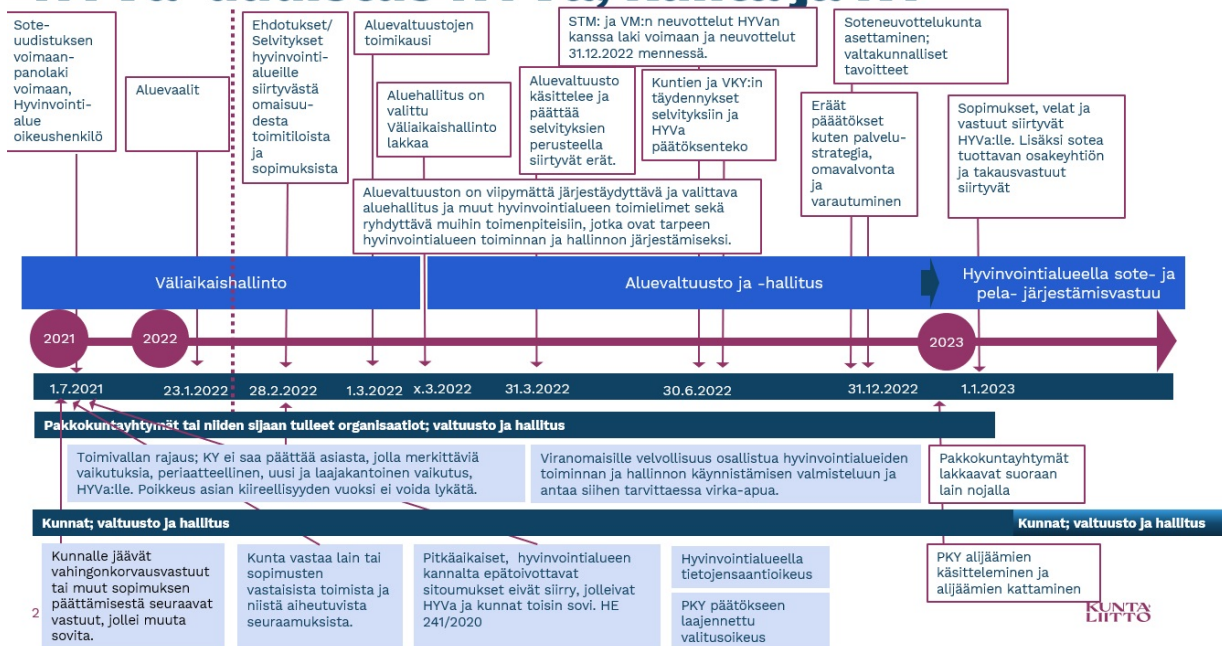 Sote-
uudistuksen
voimaan-
panolaki
voimaan,
Hyvinvointi-
alue
oikeushenkilö
Aluevaalit
Ehdotukset/
Selvitykset
hyvinvointi-
alueille
siirtyvästä
omaisuu-
desta
toimitiloista
ja
sopimuksista
Aluevaltuustojen
toimikausi
Aluehallitus on
valittu
Väliaikaishallinto
lakkaa
STM: ja VM:n neuvottelut HYVan
kanssa laki voimaan ja neuvottelut
31.12.2022 mennessä.
Aluevaltuusto
käsittelee ja
päättää
selvityksien
perusteella
siirtyvät erät.
Kuntien ja VKY:in
täydennykset
selvityksiin ja
HYVa
päätöksenteko
Soteneuvottelukunta
asettaminen;
valtakunnalliset
tavoitteet
Eräät
pääätökset
kuten palvelu-
strategia,
omavalvonta
ja
varautuminen
Sopimukset, velat ja
vastuut siirtyvät
HYVa:lle. Lisäksi sotea
tuottavan osakeyhtiön
ja takausvastuut
siirtyvät
Aluevaltuuston on viipymättä järjestäydyttävä ja valittava
aluehallitus ja muut hyvinvointialueen toimielimet sekä
ryhdyttävä muihin toimenpiteisiin, jotka ovat tarpeen
hyvinvointialueen toiminnan ja hallinnon järjestämiseksi.
Väliaikaishallinto
Aluevaltuusto ja -hallitus
Hyvinvointialueella sote- ja
pela- järjestämisvastuu
2021
2022
2023
1.7.2021
23.1.2022
28.2.2022
1.3.2022
x.3.2022
31.3.2022
30.6.2022
31.12.2022
1.1.2023
Pakkokuntayhtymät tai niiden sijaan tulleet organisaatiot; valtuusto ja hallitus
Toimivallan rajaus; KY ei saa päättää asiasta, jolla merkittäviä
vaikutuksia, periaatteellinen, uusi ja laajakantoinen vaikutus,
HYVa:lle. Poikkeus asian kiireellisyyden vuoksi ei voida lykätä.
Viranomaisille velvollisuus osallistua hyvinvointialueiden
toiminnan ja hallinnon käynnistämisen valmisteluun ja
antaa siihen tarvittaessa virka-apua.
Pakkokuntayhtymät
lakkaavat suoraan
lain nojalla
Kunnat; valtuusto ja hallitus
Kunnat; valtuusto ja hallitus
Kunnalle jäävät
vahingonkorvausvastuut
tai muut sopimuksen
päättämisestä seuraavat
vastuut, jollei muuta
sovita.
Kunta vastaa lain tai
sopimusten
vastaisista toimista ja
niistä aiheutuvista
seuraamuksista.
Pitkäaikaiset, hyvinvointialueen
kannalta epätoivottavat
sitoumukset eivät siirry, jolleivat
HYVa ja kunnat toisin sovi. HE
241/2020
Hyvinvointialueella
tietojensaantioikeus
PKY päätökseen
laajennettu
valitusoikeus
PKY alijäämien
käsitteleminen ja
alijäämien kattaminen
2
KUNTA
LIITTO